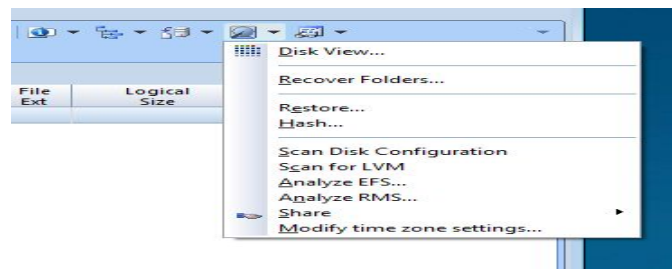 Disk View...
Recover Folders...
File
Ext
Logical
Size
Restore...
Hash...
Scan Disk Configuration
Scan for LVM
Analyze EFS...
Analyze RMS...
Share
Modify time zone settings...